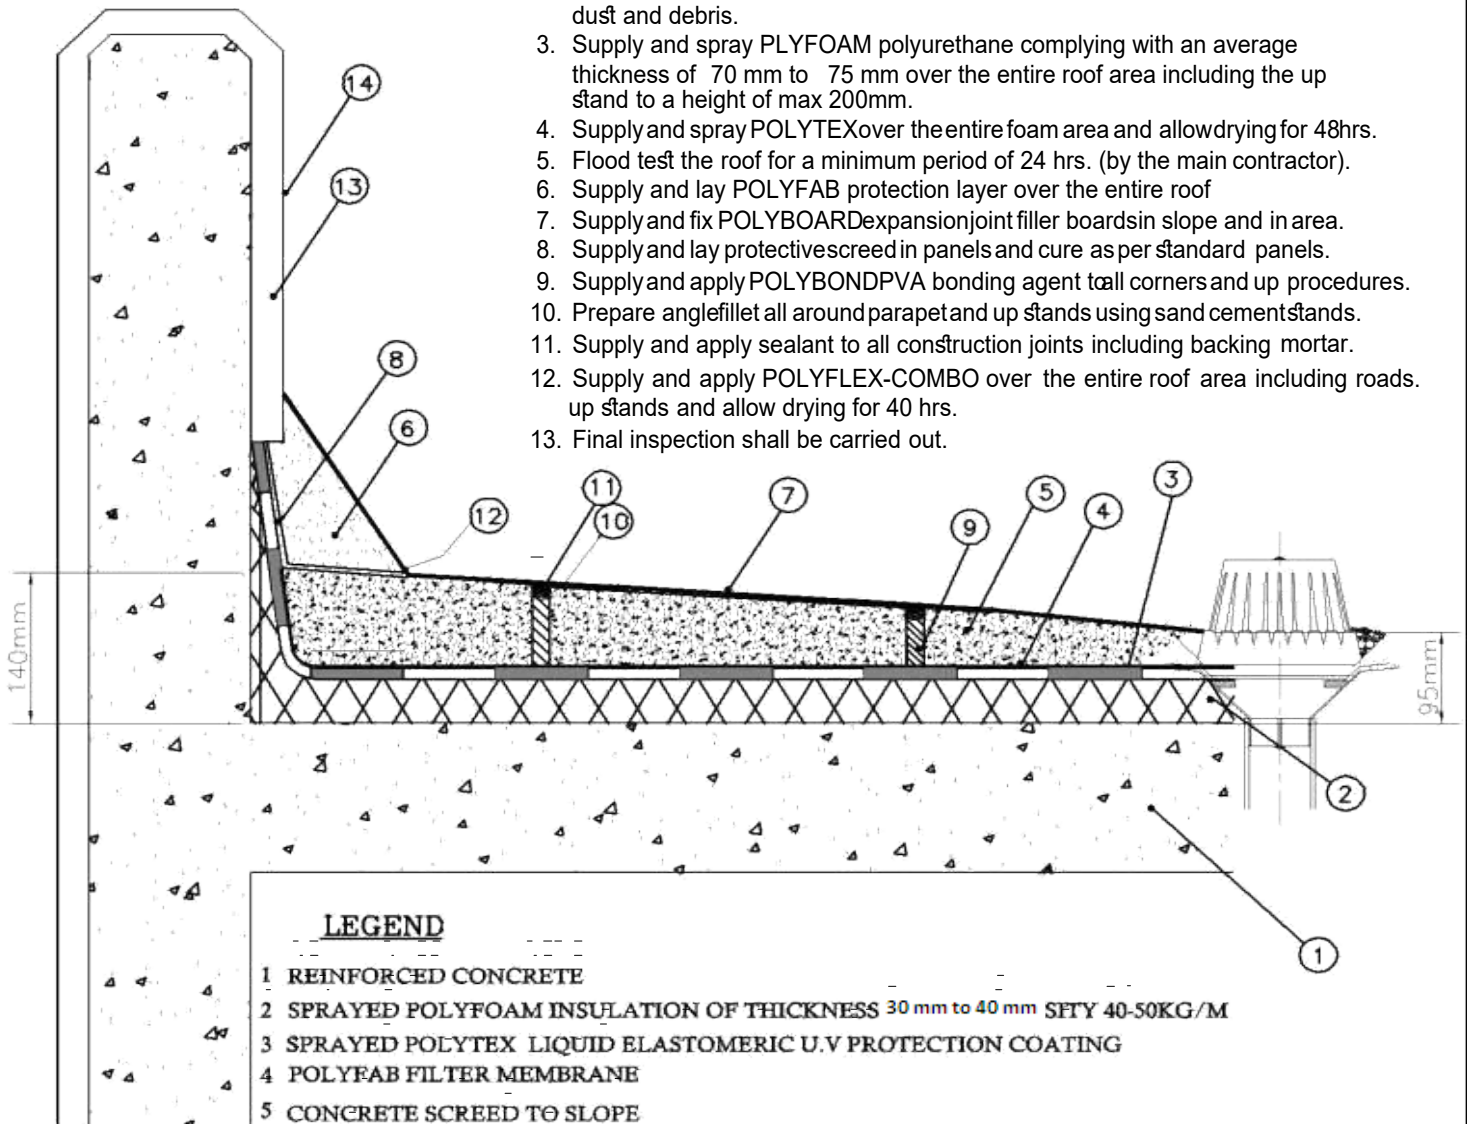 dust and debris.
3. Supply and spray PLYFOAM polyurethane complying with an average
thickness of 70 mm to 75 mm over the entire roof area including the up
stand to a height of max 200mm.
4. Supply and spray POLYTEXover the entire foam area and allowdrying for 48hrs.
5. Flood test the roof for a minimum period of 24 hrs. (by the main contractor).
6. Supply and lay POLYFAB protection layer over the entire roof
7. Supply and fix POLYBOARDexpansionjoint filler boardsin slope and in area.
8. Supply and lay protectivescreed in panels and cure as per standard panels.
9. Supply and apply POLYBONDPVA bonding agent toall corners and up procedures.
10. Prepare anglefillet all around parapet and up stands using sand cementstands.
11. Supply and apply sealant to all construction joints including backing mortar.
12. Supply and apply POLYFLEX-COMBO over the entire roof area including roads.
up stands and allow drying for 40 hrs.
13. Final inspection shall be carried out.
14
13
8
6
12
11
10
7
9
5
4
3
140mm
95mm
2
1
LEGEND
1 REINFORCED CONCRETE
2 SPRAYED POLYFOAM INSULATION OF THICKNESS 30 mm to 40 mm SITY 40-50KG/M
3 SPRAYED POLYTEX LIQUID ELASTOMERIC U.V PROTECTION COATING
4 POLYFAB FILTER MEMBRANE
5 CONCRETE SCREED TO SLOPE